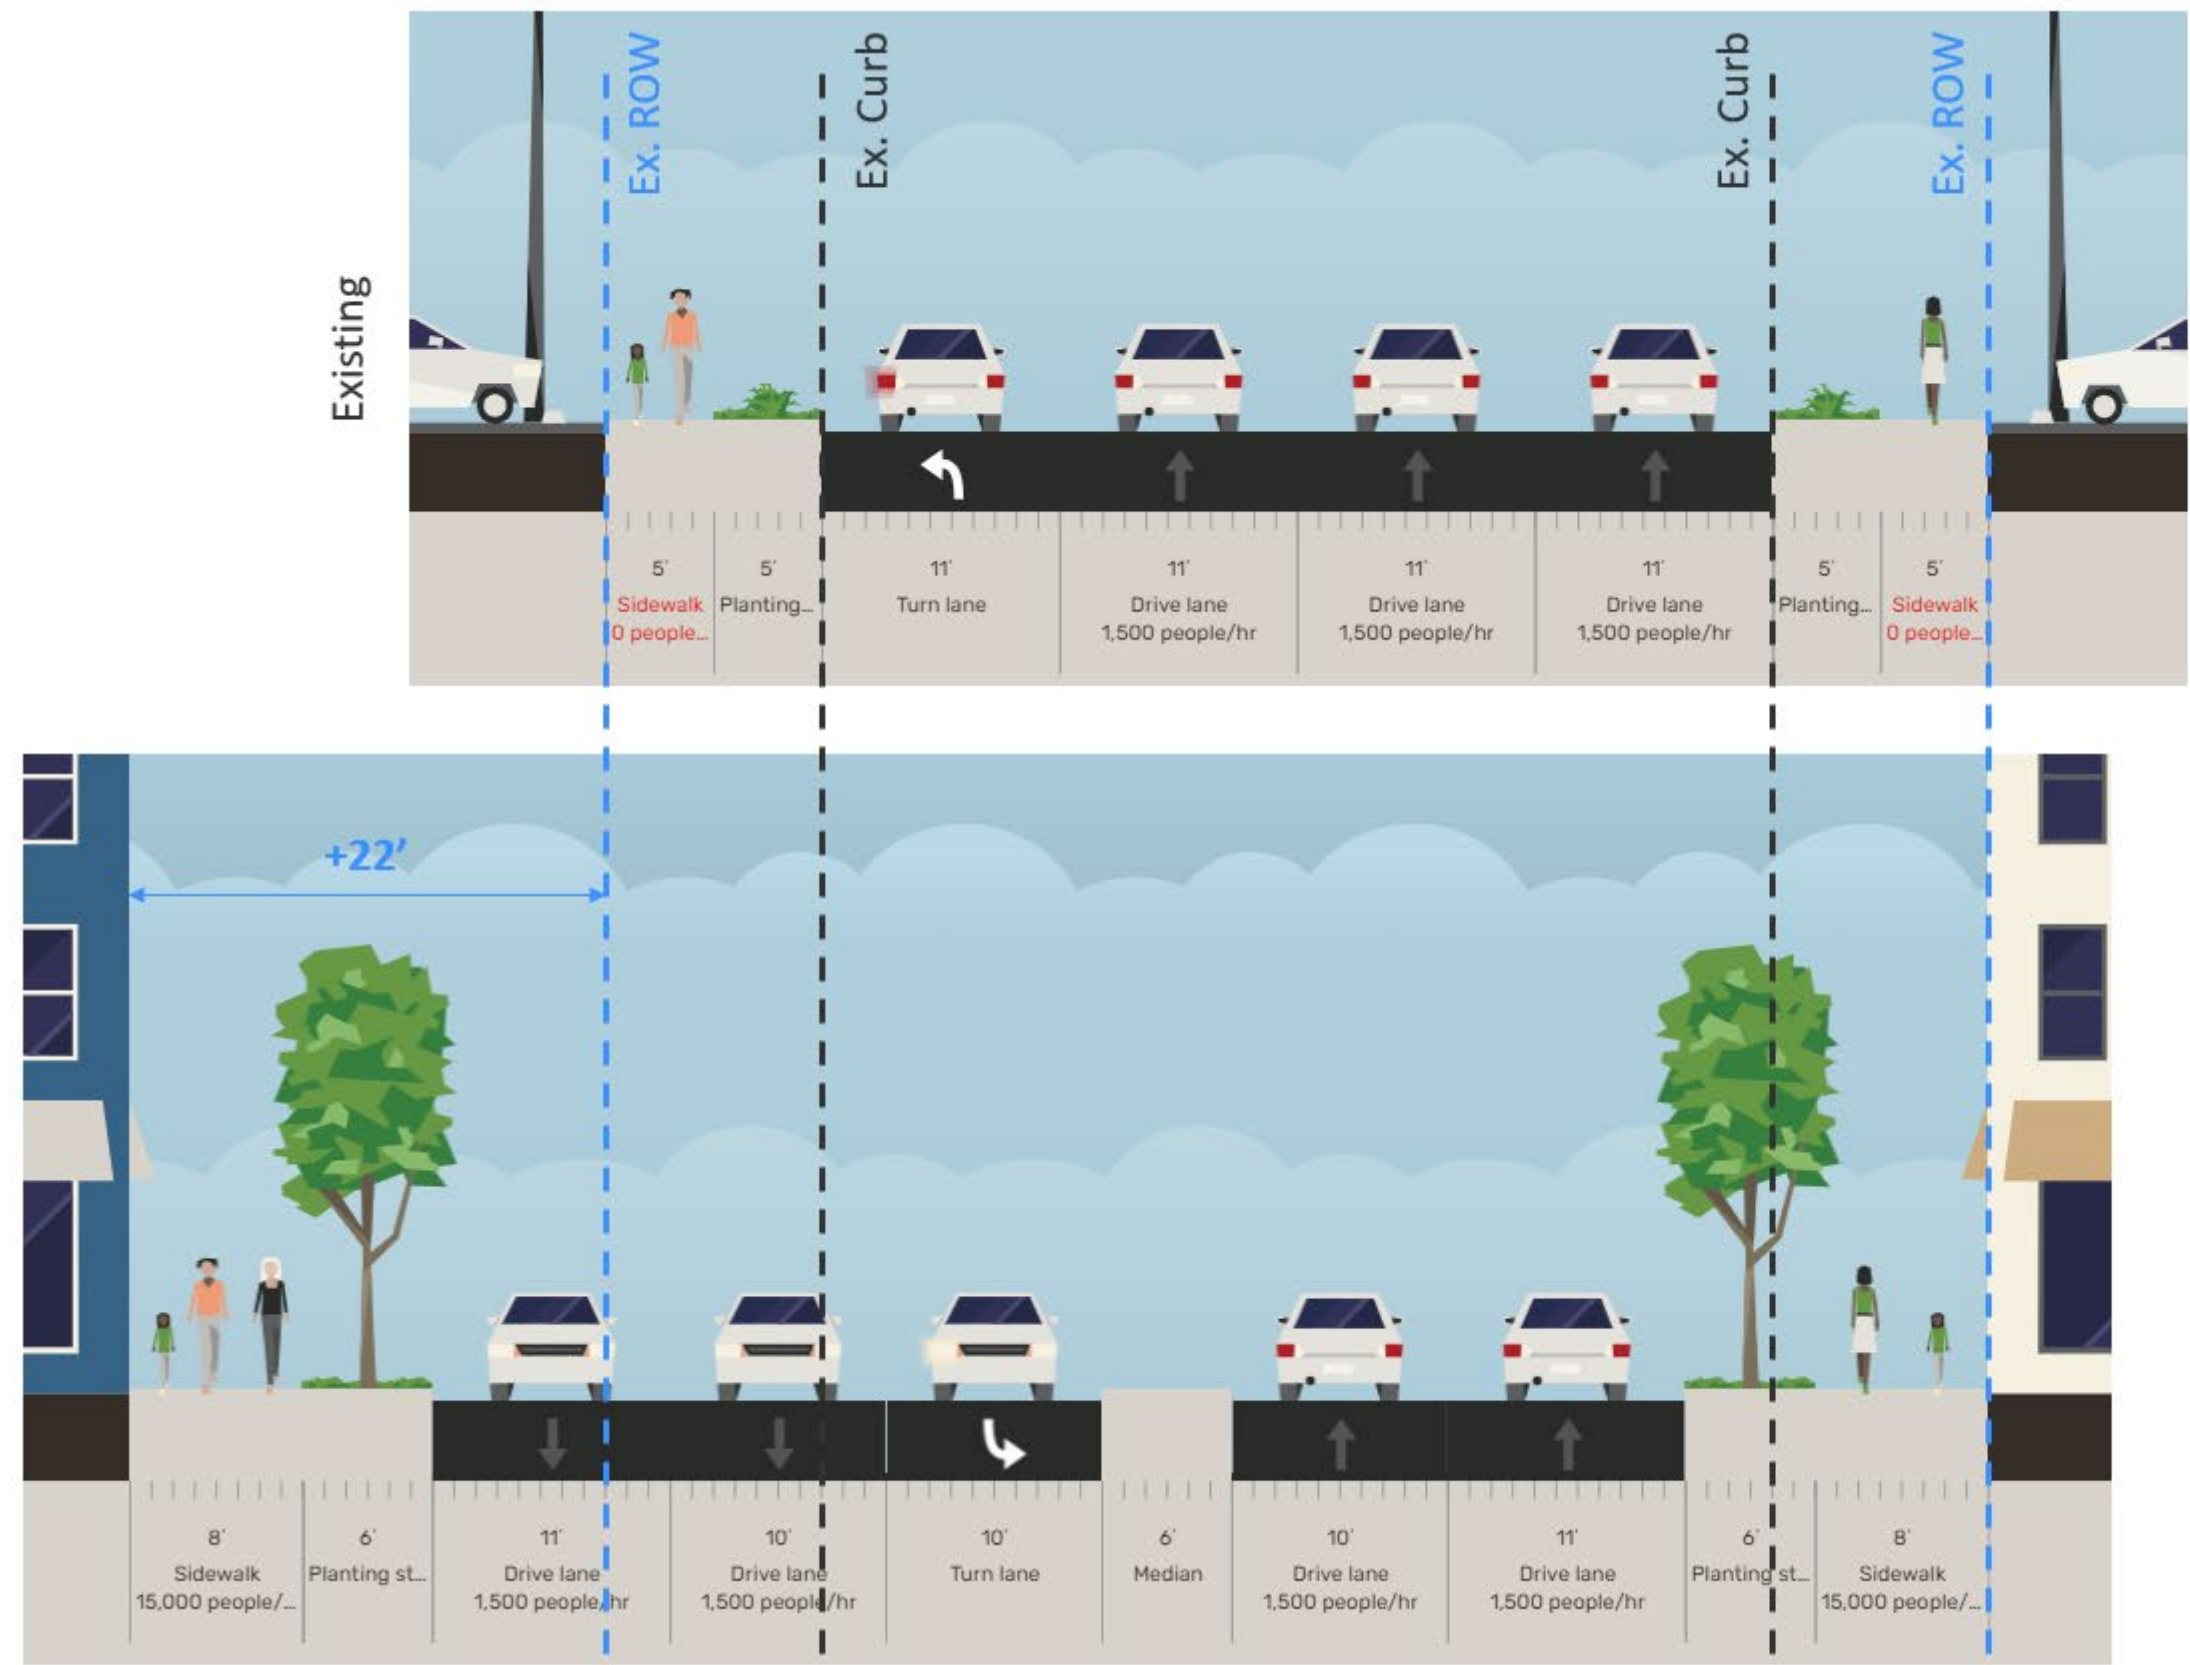 Existing
Ex. ROW
Ex. Curb
Ex. Curb
Ex. ROW
5'
5'
11'
11'
11'
11'
5'
5'
Sidewalk
Planting...
Turn lane
Drive lane
Drive lane
Drive lane
Planting...
Sidewalk
0 people...
1,500 people/hr
1,500 people/hr
1,500 people/hr
0 people...
+22'
8'
6'
11'
10'
10'
6'
10'
11'
6'
8'
Sidewalk
Planting st...
Drive lane
Drive lane
Turn lane
Median
Drive lane
Drive lane
Planting st...
Sidewalk
15,000 people/...
1,500 people/hr
1,500 people/hr
1,500 people/hr
1,500 people/hr
15,000 people/...